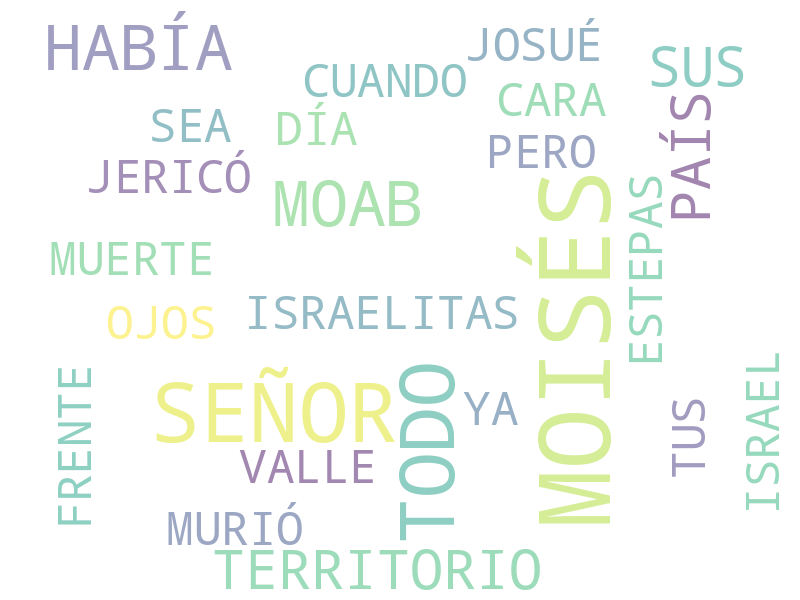 HABÍA
JOSUÉ
SUS
CUANDO
CARA
PAÍS
SEA
DÍA
PERO
JERICÓ
MOAB
MOISÉS
ESTEPAS
MUERTE
ISRAELITAS
OJOS
SEÑOR
TODO
YA
FRENTE
TUS
ISRAEL
VALLE
MURIÓ
TERRITORIO